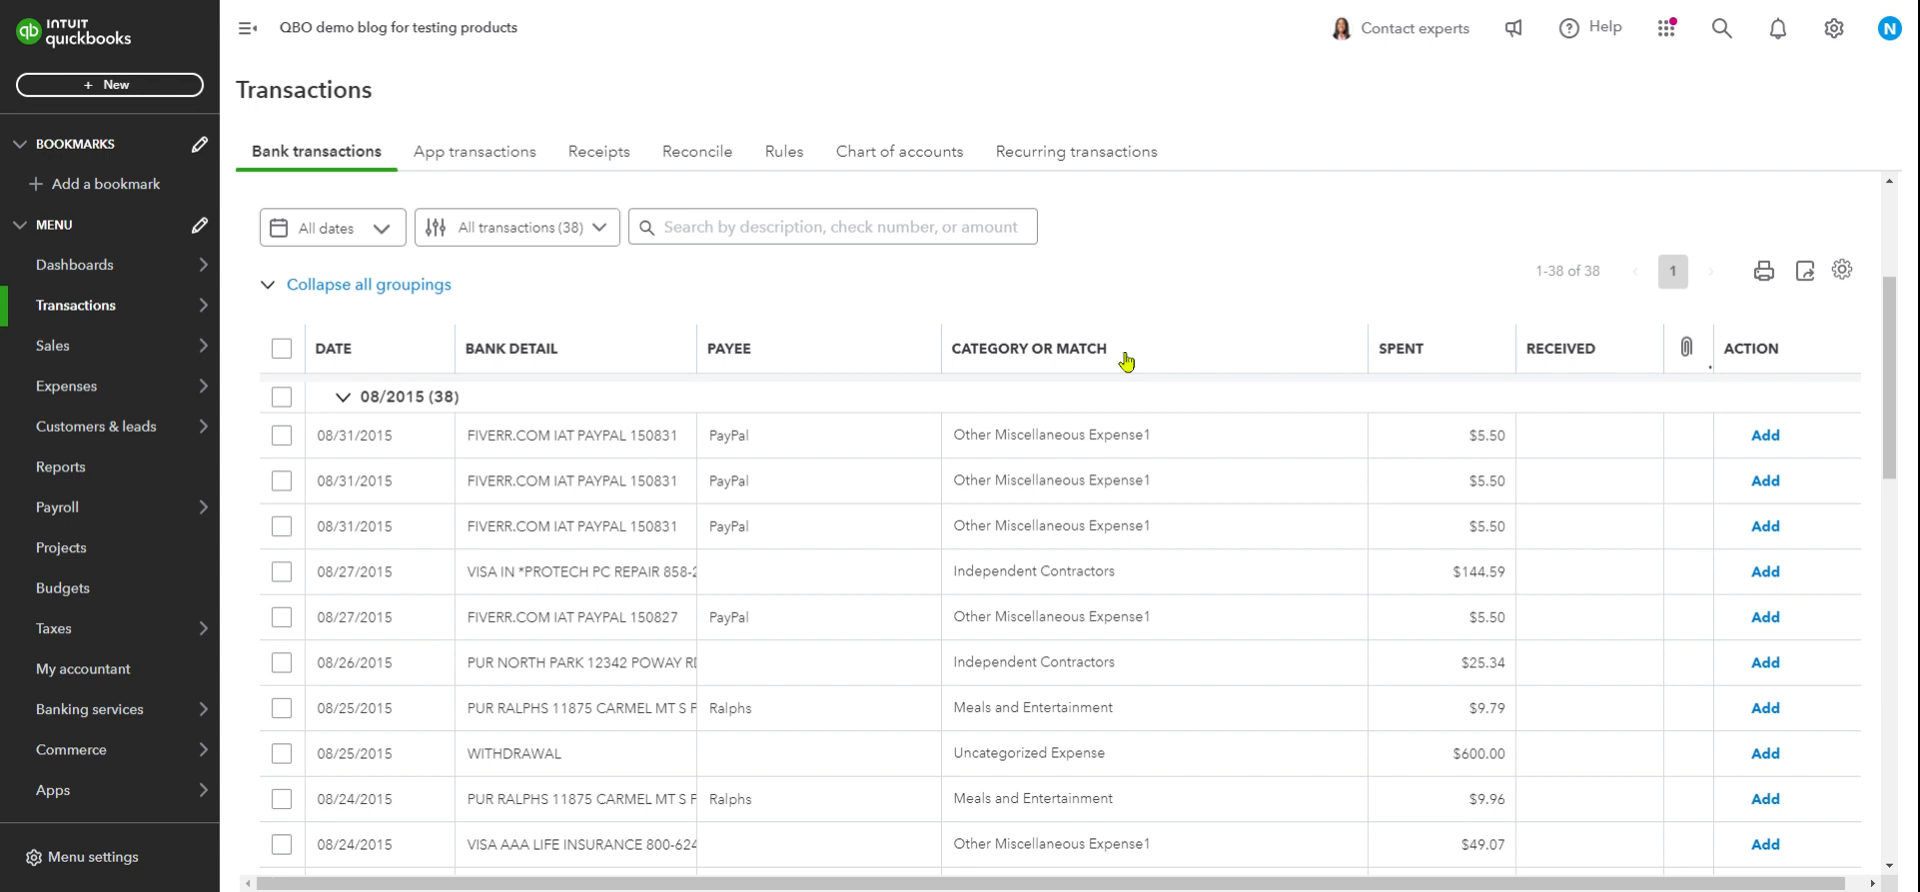 INTUIT
quickbooks
qb
+ New
BOOKMARKS
Add a bookmark
MENU
Dashboards
Transactions
Sales
Expenses
Customers & leads
Reports
Payroll
Projects
Budgets
Taxes
My accountant
Banking services
Commerce
Apps
Menu settings
QBO demo blog for testing products
Contact experts
Help
N
Transactions
Bank transactions App transactions Receipts Reconcile Rules Chart of accounts Recurring transactions
All dates All transactions (38) Search by description, check number, or amount
1-38 of 38 1
Collapse all groupings
DATE BANK DETAIL PAYEE CATEGORY OR MATCH SPENT RECEIVED ACTION
08/2015 (38)
08/31/2015 FIVERR.COM IAT PAYPAL 150831 PayPal Other Miscellaneous Expense1 $5.50 Add
08/31/2015 FIVERR.COM IAT PAYPAL 150831 PayPal Other Miscellaneous Expense1 $5.50 Add
08/31/2015 FIVERR.COM IAT PAYPAL 150831 PayPal Other Miscellaneous Expense1 $5.50 Add
08/27/2015 VISA IN *PROTECH PC REPAIR 858-2 Independent Contractors $144.59 Add
08/27/2015 FIVERR.COM IAT PAYPAL 150827 PayPal Other Miscellaneous Expense1 $5.50 Add
08/26/2015 PUR NORTH PARK 12342 POWAY RD Independent Contractors $25.34 Add
08/25/2015 PUR RALPHS 11875 CARMEL MT S F Ralphs Meals and Entertainment $9.79 Add
08/25/2015 WITHDRAWAL Uncategorized Expense $600.00 Add
08/24/2015 PUR RALPHS 11875 CARMEL MT S F Ralphs Meals and Entertainment $9.96 Add
08/24/2015 VISA AAA LIFE INSURANCE 800-624 Other Miscellaneous Expense1 $49.07 Add